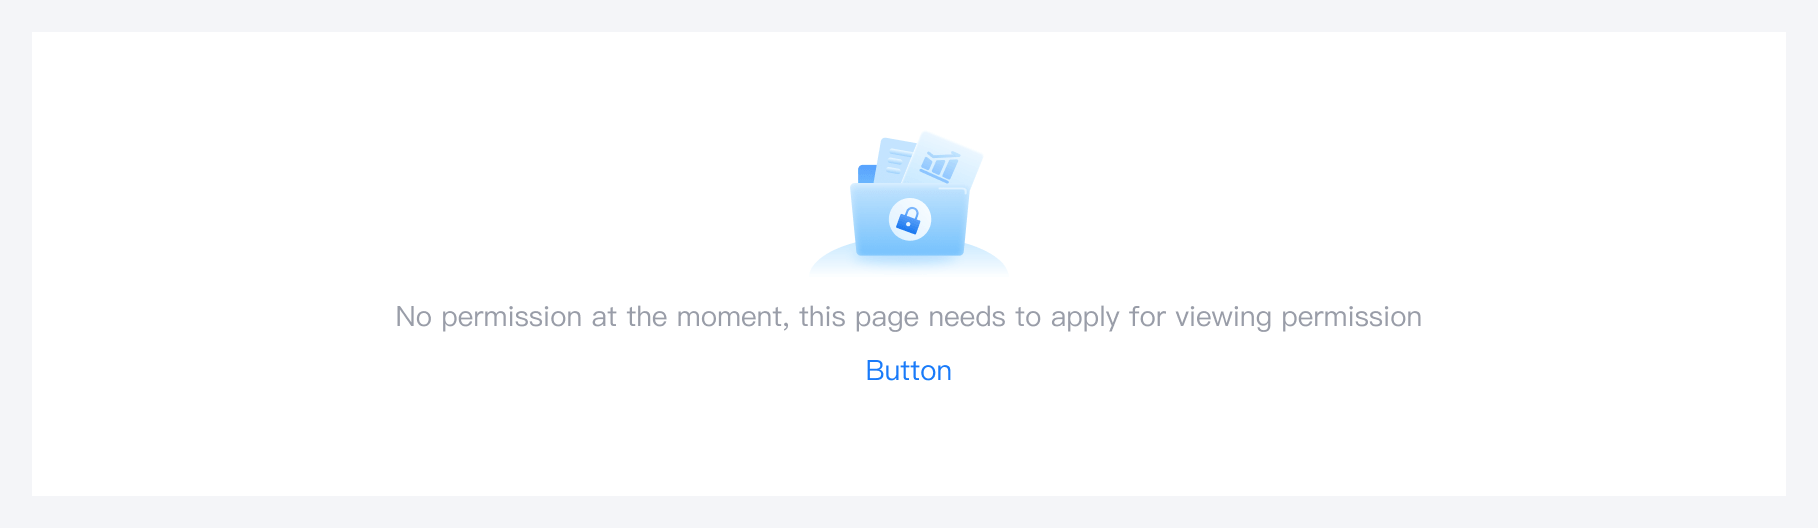 No permission at the moment, this page needs to apply for viewing permission
Button